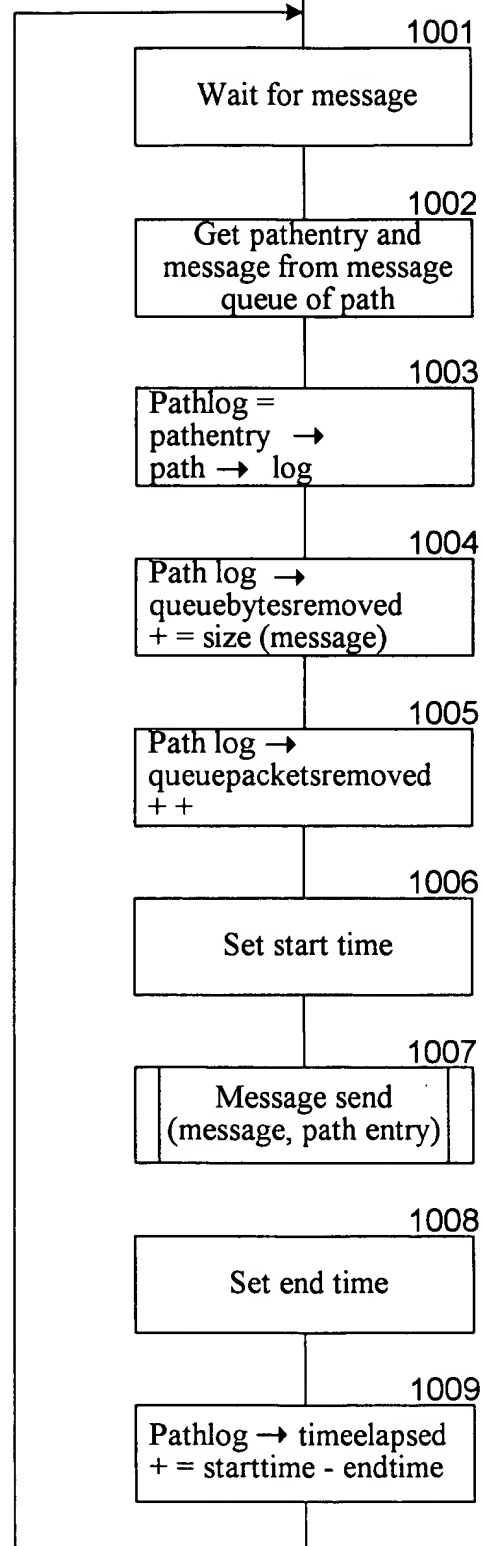 1001
Wait for message
1002
Get pathentry and
message from message
queue of path
1003
Pathlog =
pathentry →
path → log
1004
Path log →
queuebytesremoved
+ = size (message)
1005
Path log →
queuepacketsremoved
+ +
1006
Set start time
1007
Message send
(message, path entry)
1008
Set end time
1009
Pathlog → timeelapsed
+ = starttime - endtime